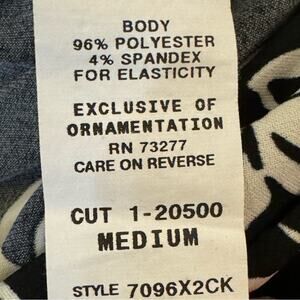 BODY
96% POLYESTER
4% SPANDEX
FOR ELASTICITY
EXCLUSIVE OF
ORNAMENTATION
RN 73277
CARE ON REVERSE
CUT 1-20500
MEDIUM
STYLE 7096X2CK